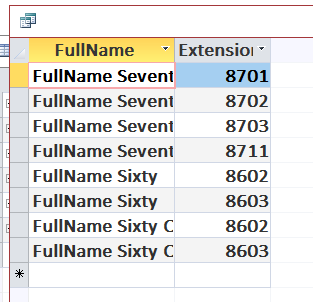 FullName Extension
FullName Sevent 8701
FullName Sevent 8702
FullName Sevent 8703
FullName Sevent 8711
FullName Sixty 8602
FullName Sixty 8603
FullName Sixty C 8602
FullName Sixty C 8603
*